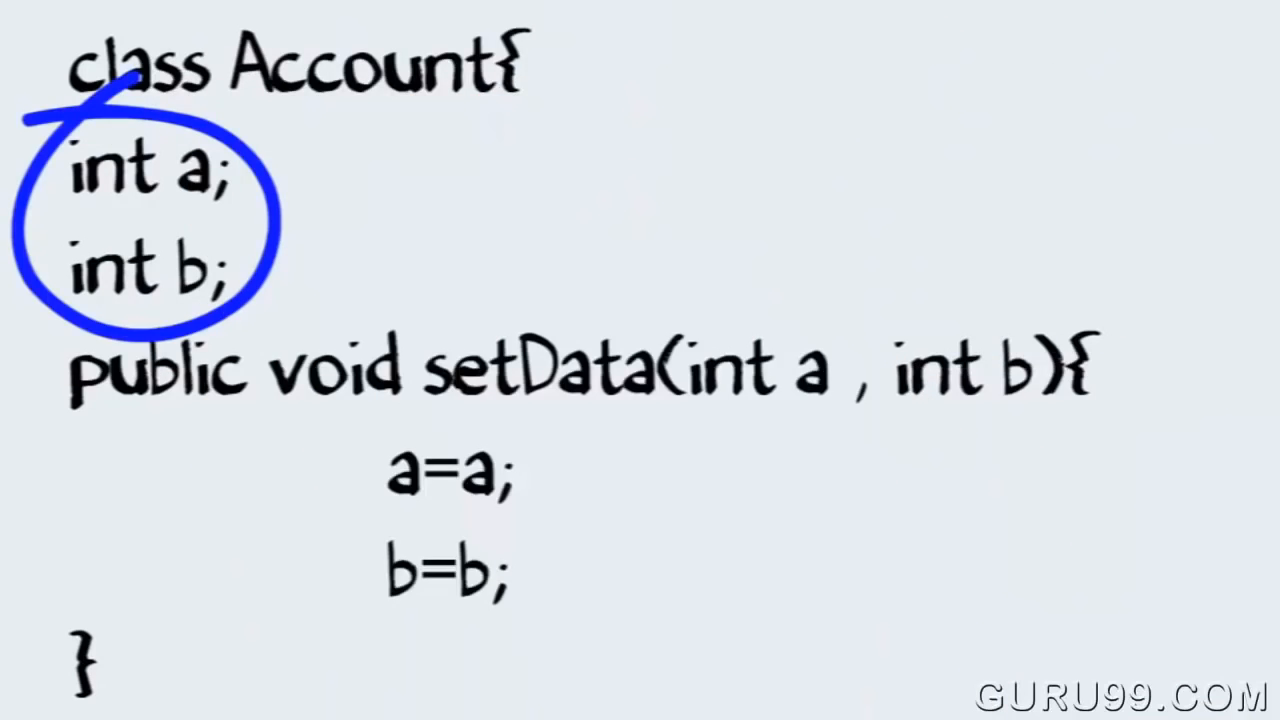 class Account{
int a;
int b;
public void setData(int a , int b){
a=a;
b=b;
}
GURU99.COM